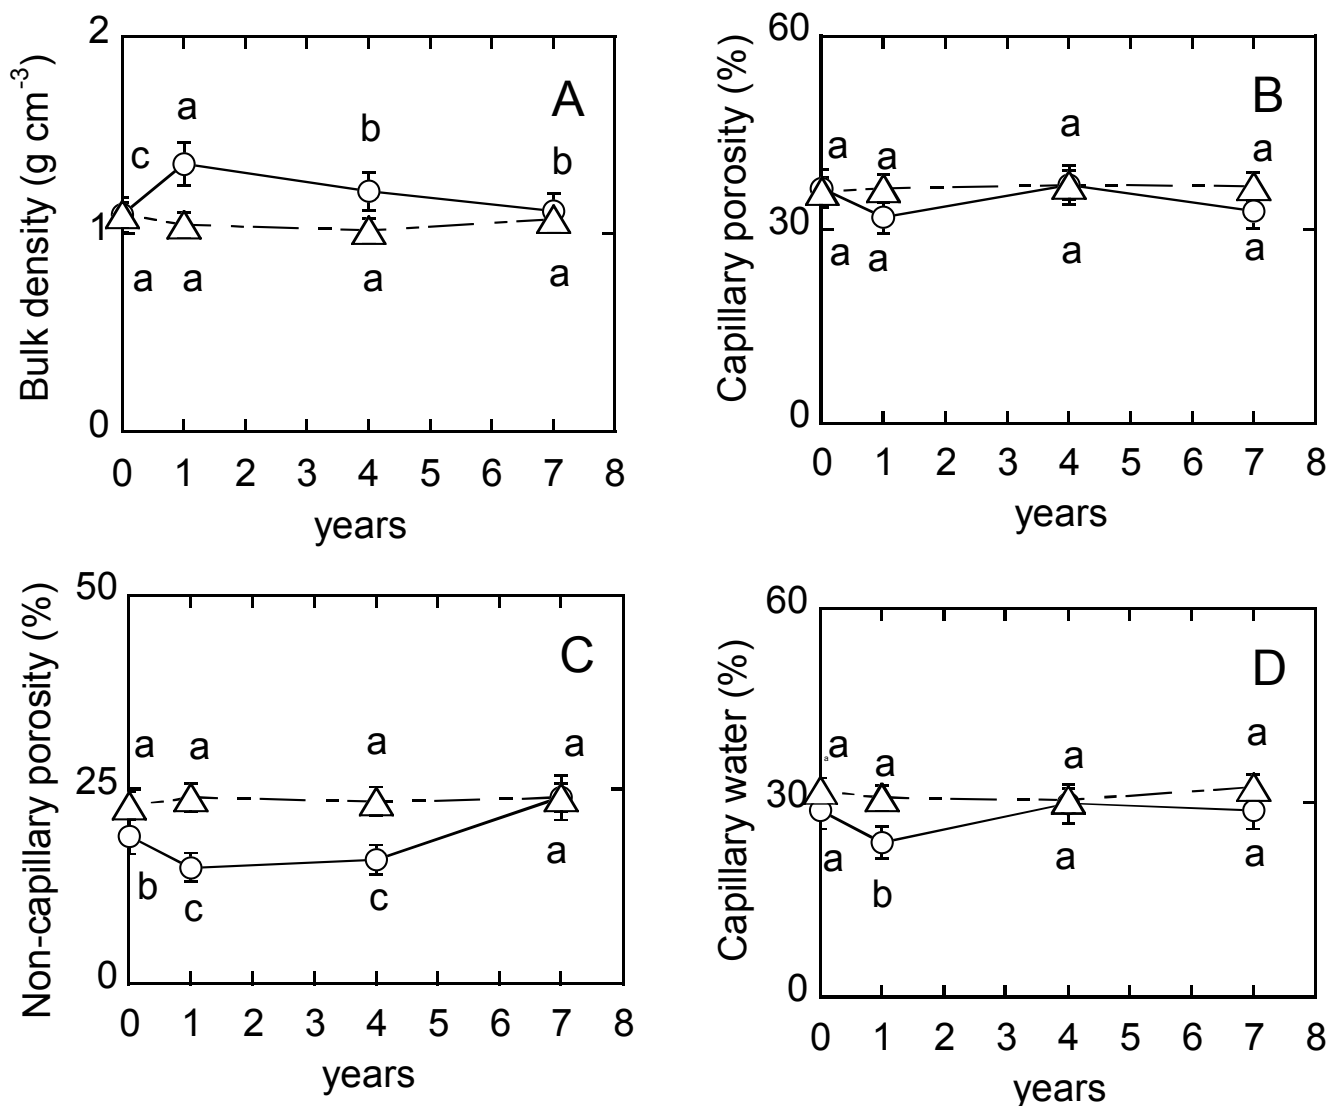 2
Bulk density (g cm⁻³)
A
a
c
b
b
1
a
a
a
a
0
0 1 2 3 4 5 6 7 8
years
60
Capillary porosity (%)
B
a
a
a
a
30
a
a
a
a
0
0 1 2 3 4 5 6 7 8
years
50
Non-capillary porosity (%)
C
a
a
a
a
25
b
c
c
a
0
0 1 2 3 4 5 6 7 8
years
60
Capillary water (%)
D
a
a
a
a
a
30
a
b
a
a
0
0 1 2 3 4 5 6 7 8
years